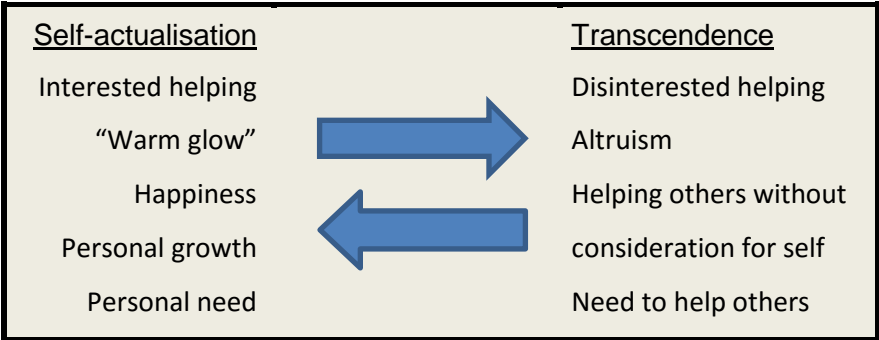 Self-actualisation
Interested helping
“Warm glow”
Happiness
Personal growth
Personal need
Transcendence
Disinterested helping
Altruism
Helping others without
consideration for self
Need to help others